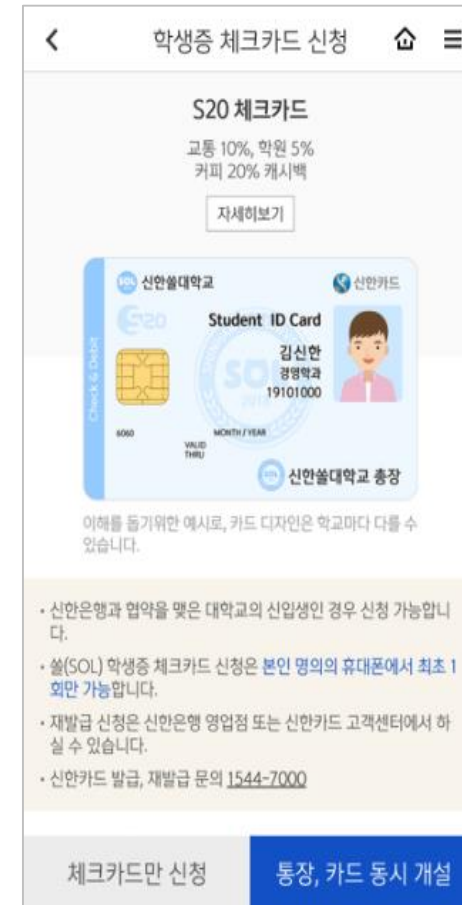 학생증 체크카드 신청
S20 체크카드
교통 10%, 학원 5%
커피 20% 캐시백
자세히보기
SOL 신한쏠대학교
신한카드
S20
Student ID Card
김신한
경영학과
19101000
Check & Debit
SOL
6060
MONTH / YEAR
VALID
THRU
신한쏠대학교 총장
이해를 돕기위한 예시로, 카드 디자인은 학교마다 다를 수
있습니다.
• 신한은행과 협약을 맺은 대학교의 신입생인 경우 신청 가능합니
다.
• 쏠(SOL) 학생증 체크카드 신청은 본인 명의의 휴대폰에서 최초 1
회만 가능합니다.
• 재발급 신청은 신한은행 영업점 또는 신한카드 고객센터에서 하
실 수 있습니다.
• 신한카드 발급, 재발급 문의 1544-7000
체크카드만 신청
통장, 카드 동시 개설